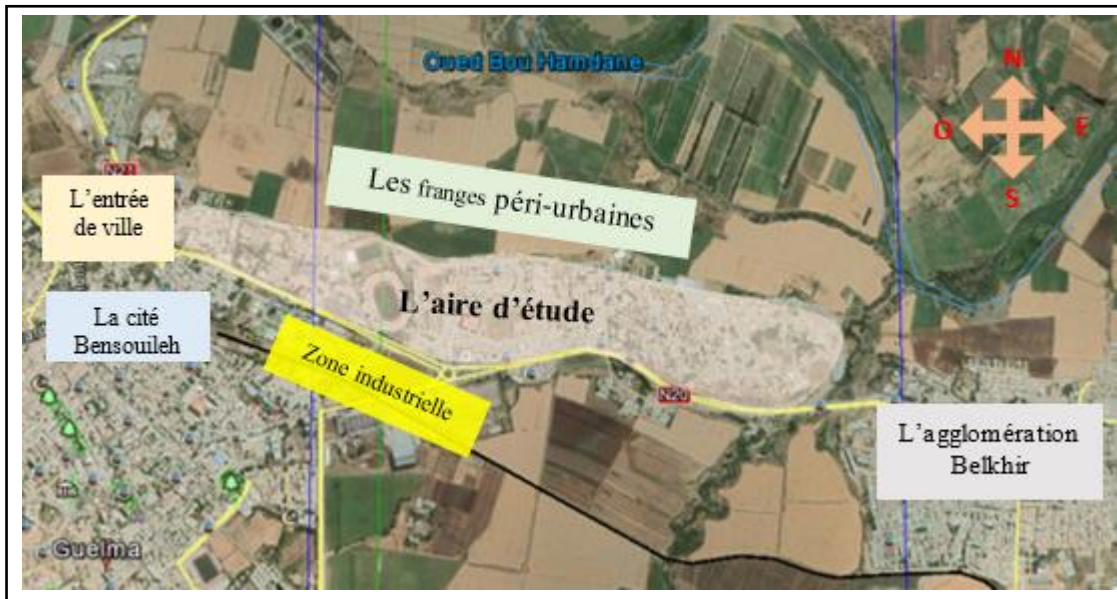 Oued Bou Hamdane
N
O
E
S
N21
L'entrée
de ville
Les franges péri-urbaines
L'aire d'étude
La cité
Bensouileh
Zone industrielle
N20
L'agglomération
Belkhir
Guelma